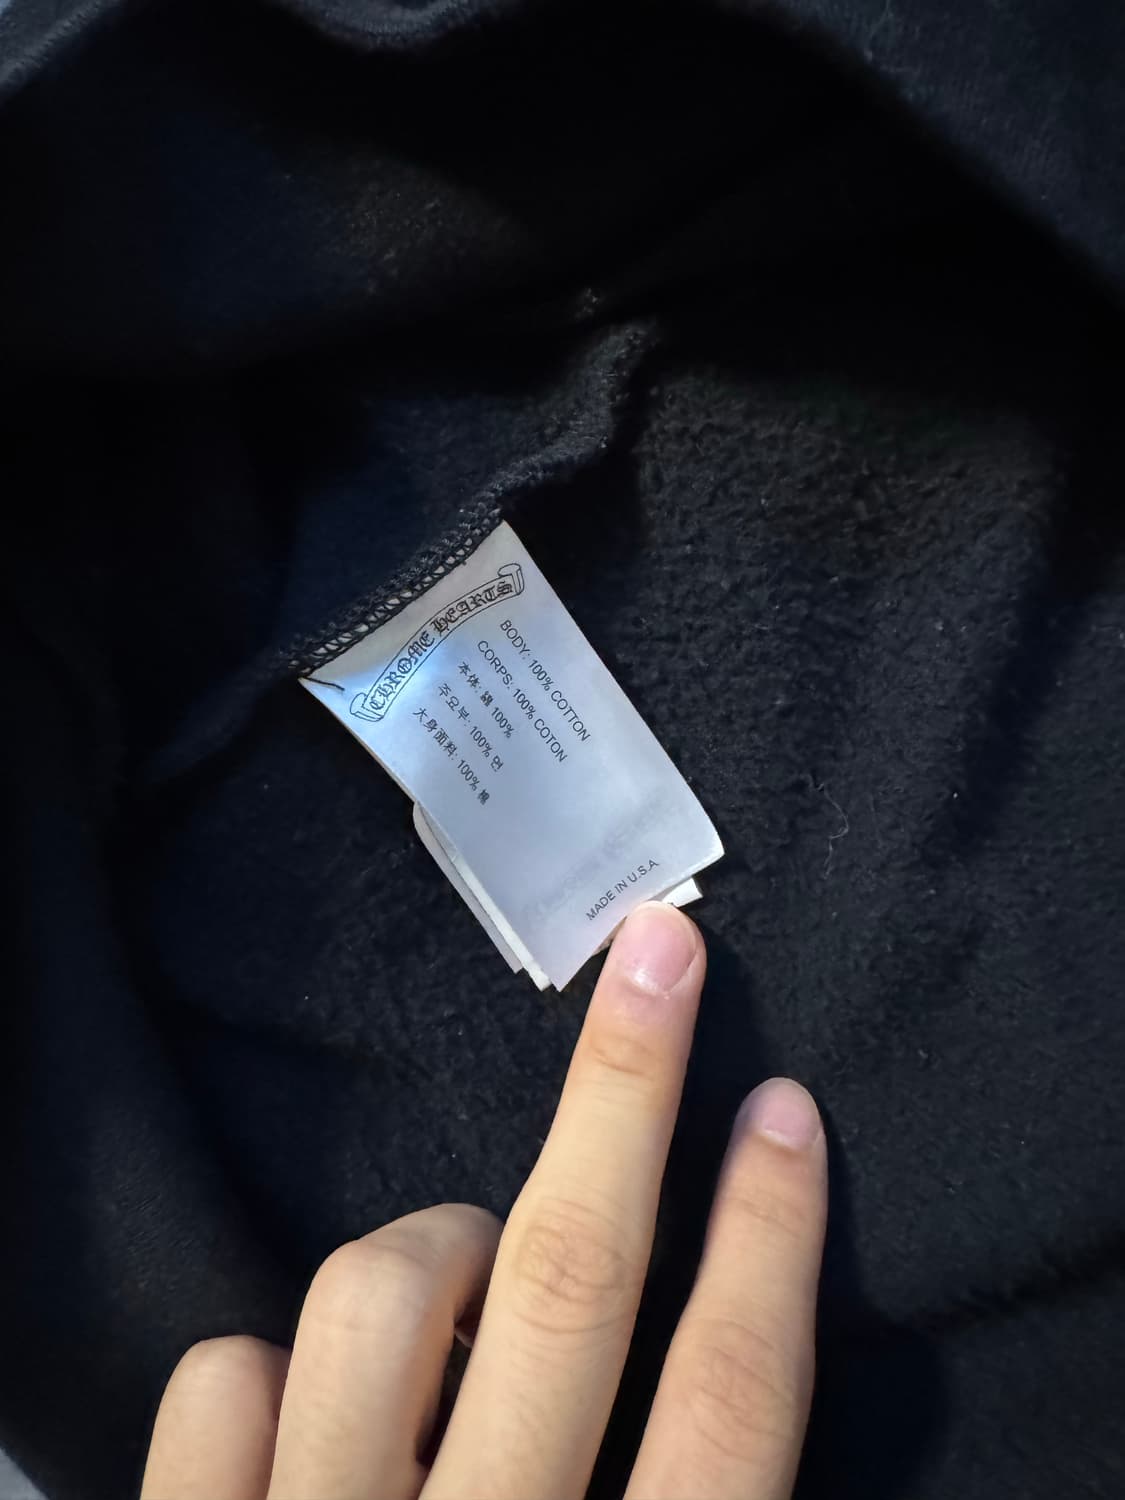 CHROME HEARTS
BODY: 100% COTTON
CORPS: 100% COTON
本体: 綿 100%
주요부: 100% 면
大身面料: 100% 棉
MADE IN U.S.A